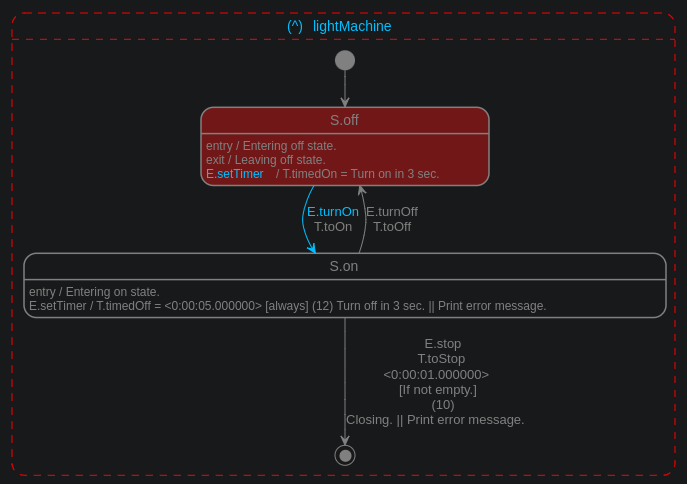 (^) lightMachine
S.off
entry / Entering off state.
exit / Leaving off state.
E.setTimer / T.timedOn = Turn on in 3 sec.
E.turnOn E.turnOff
T.toOn T.toOff
S.on
entry / Entering on state.
E.setTimer / T.timedOff = <0:00:05.000000> [always] (12) Turn off in 3 sec. || Print error message.
E.stop
T.toStop
<0:00:01.000000>
[If not empty.]
(10)
Closing. || Print error message.